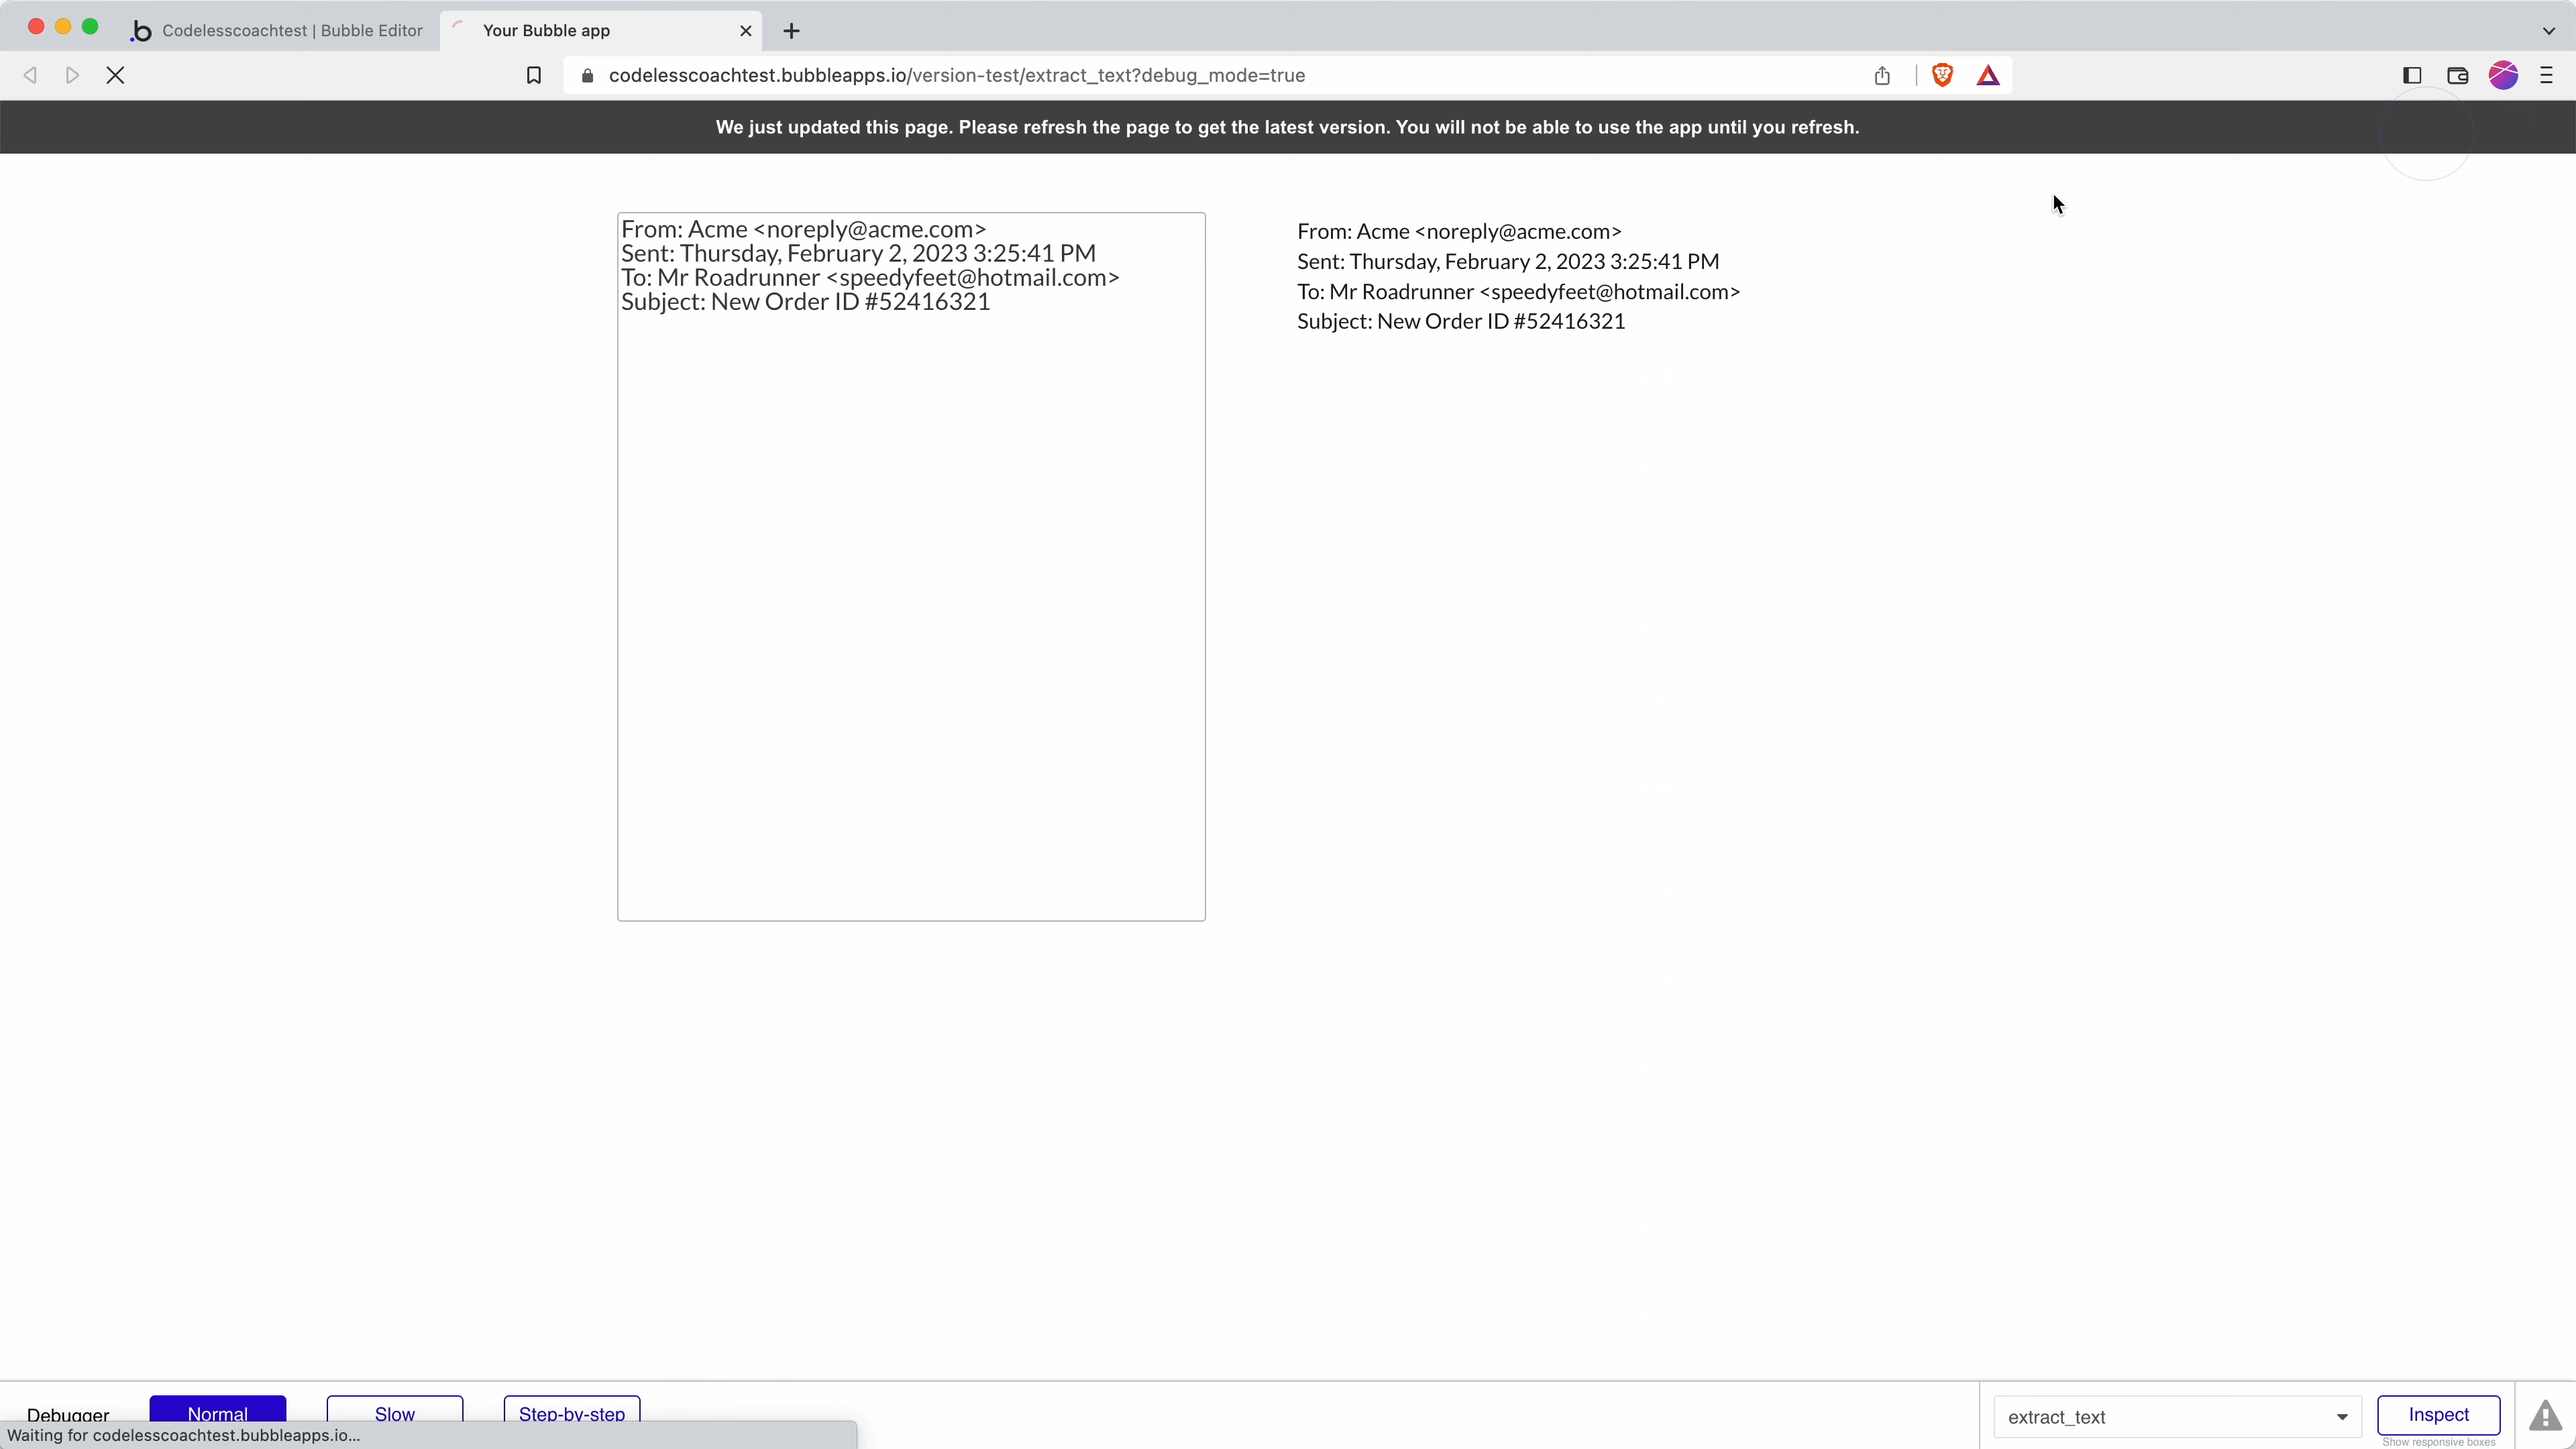 Codelesscoachtest | Bubble Editor
Your Bubble app
codelesscoachtest.bubbleapps.io/version-test/extract_text?debug_mode=true
We just updated this page. Please refresh the page to get the latest version. You will not be able to use the app until you refresh.
From: Acme <noreply@acme.com>
Sent: Thursday, February 2, 2023 3:25:41 PM
To: Mr Roadrunner <speedyfeet@hotmail.com>
Subject: New Order ID #52416321
From: Acme <noreply@acme.com>
Sent: Thursday, February 2, 2023 3:25:41 PM
To: Mr Roadrunner <speedyfeet@hotmail.com>
Subject: New Order ID #52416321
Debugger Normal Slow Step-by-step extract_text Inspect
Show responsive boxes
Waiting for codelesscoachtest.bubbleapps.io...